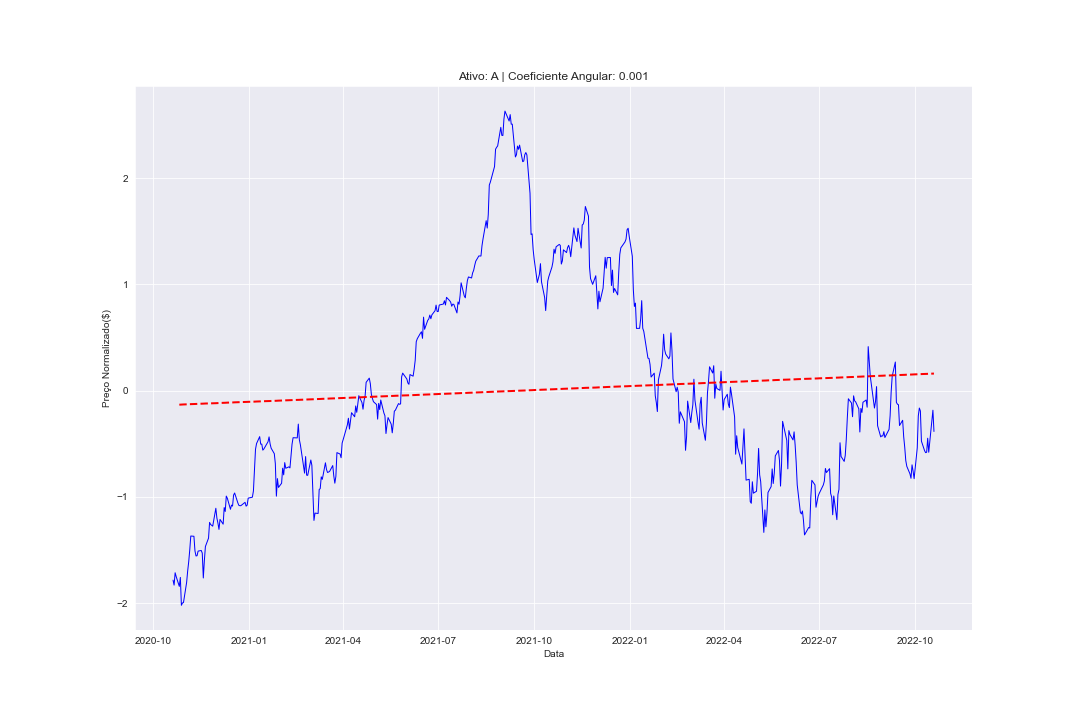 Ativo: A | Coeficiente Angular: 0.001
Preço Normalizado($)
2
1
0
−1
−2
2020-10 2021-01 2021-04 2021-07 2021-10 2022-01 2022-04 2022-07 2022-10
Data